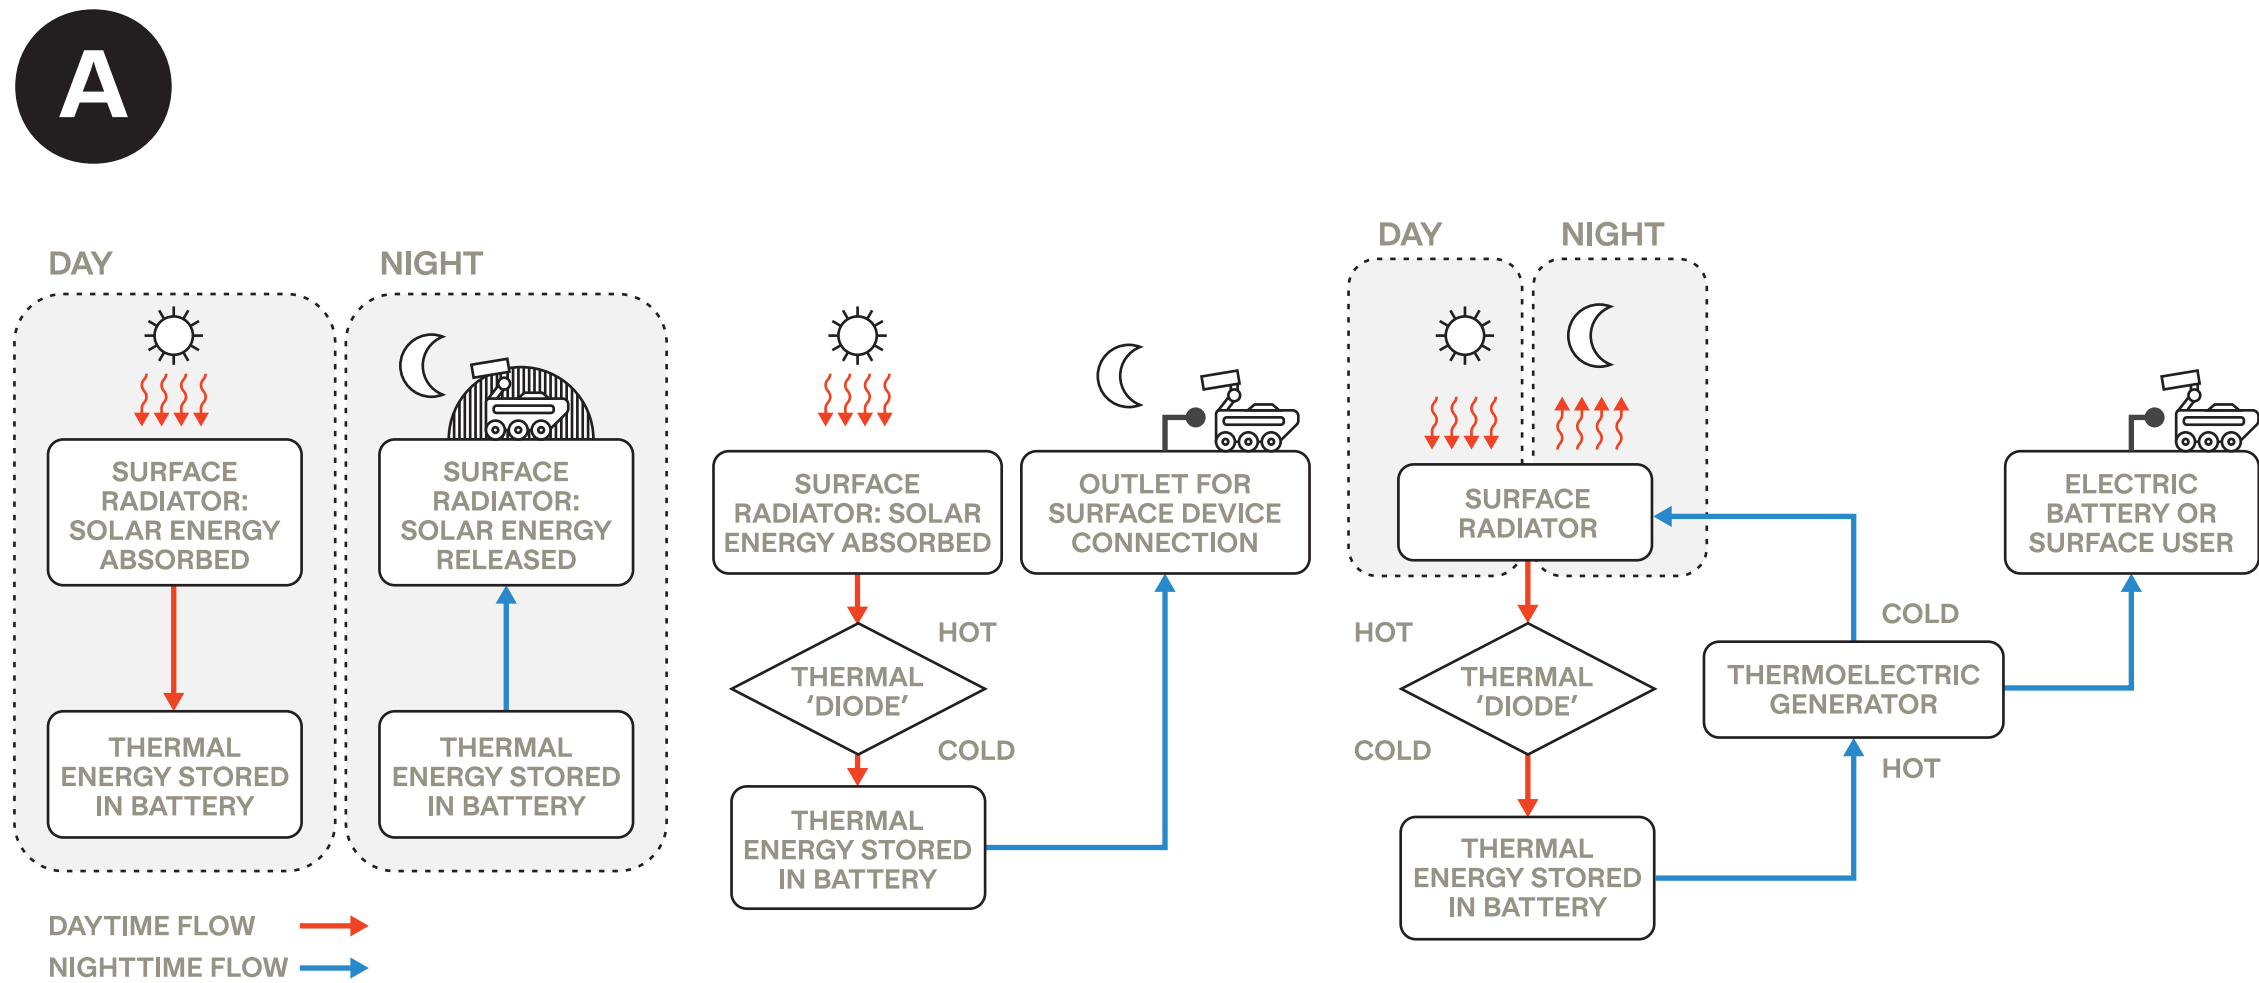 A
DAY
NIGHT
SURFACE
RADIATOR:
SOLAR ENERGY
ABSORBED
THERMAL
ENERGY STORED
IN BATTERY
SURFACE
RADIATOR:
SOLAR ENERGY
RELEASED
THERMAL
ENERGY STORED
IN BATTERY
DAYTIME FLOW
NIGHTTIME FLOW
SURFACE
RADIATOR: SOLAR
ENERGY ABSORBED
HOT
THERMAL
‘DIODE’
COLD
THERMAL
ENERGY STORED
IN BATTERY
OUTLET FOR
SURFACE DEVICE
CONNECTION
DAY
NIGHT
SURFACE
RADIATOR
HOT
THERMAL
‘DIODE’
COLD
THERMAL
ENERGY STORED
IN BATTERY
COLD
THERMOELECTRIC
GENERATOR
HOT
ELECTRIC
BATTERY OR
SURFACE USER